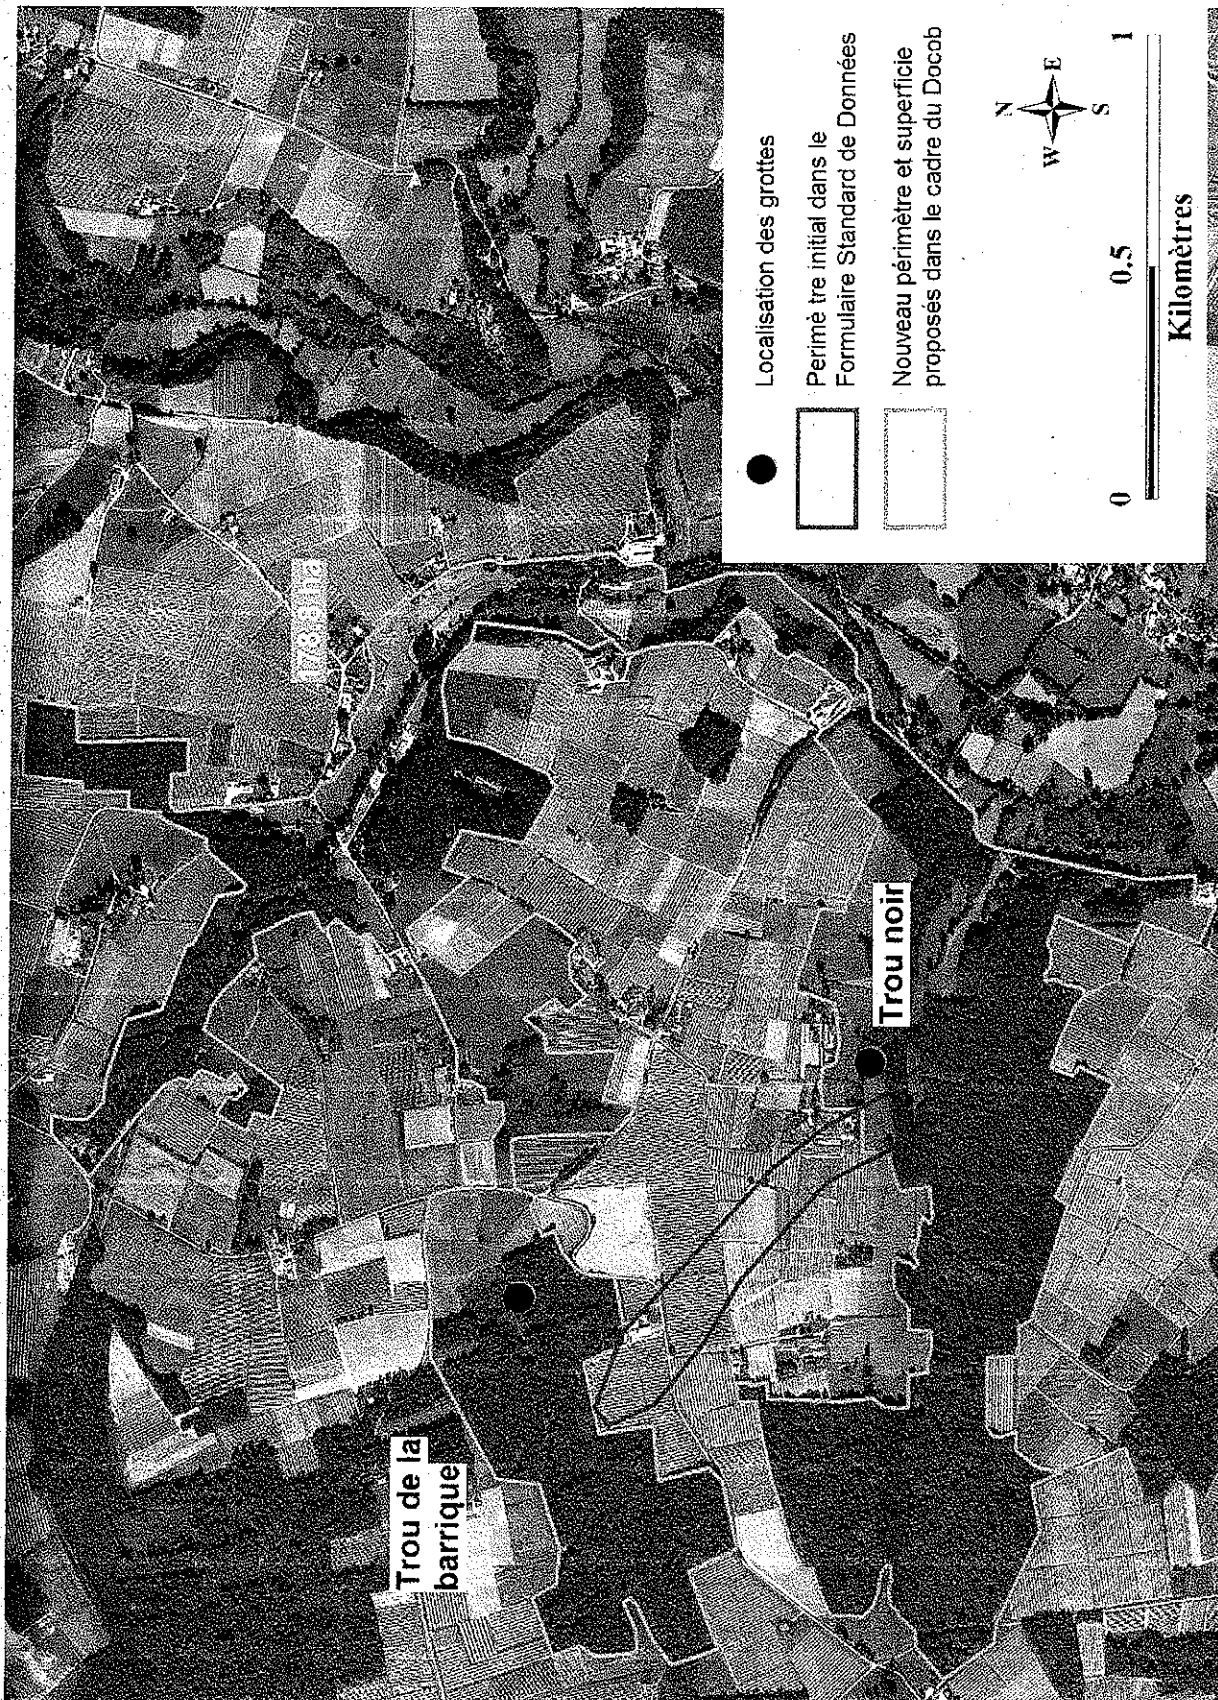 Trou de la
barrique
Trou noir
Localisation des grottes
Perimè tre initial dans le
Formulaire Standard de Données
Nouveau périmètre et superficie
proposés dans le cadre du Docob
N
W
E
S
0
0.5
1
Kilomètres